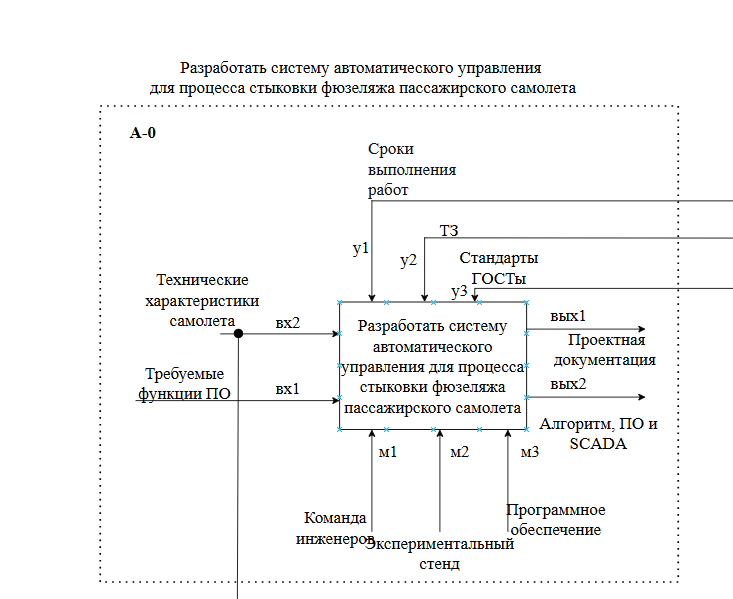 Разработать систему автоматического управления
для процесса стыковки фюзеляжа пассажирского самолета
А-0
Сроки
выполнения
работ
у1
ТЗ
у2
Стандарты
ГОСТы
у3
Технические
характеристики
самолета
вх2
Требуемые
функции ПО
вх1
Разработать систему
автоматического
управления для процесса
стыковки фюзеляжа
пассажирского самолета
вых1
Проектная
документация
вых2
Алгоритм, ПО и
SCADA
м1
м2
м3
Команда
инженеров
Экспериментальный
стенд
Программное
обеспечение